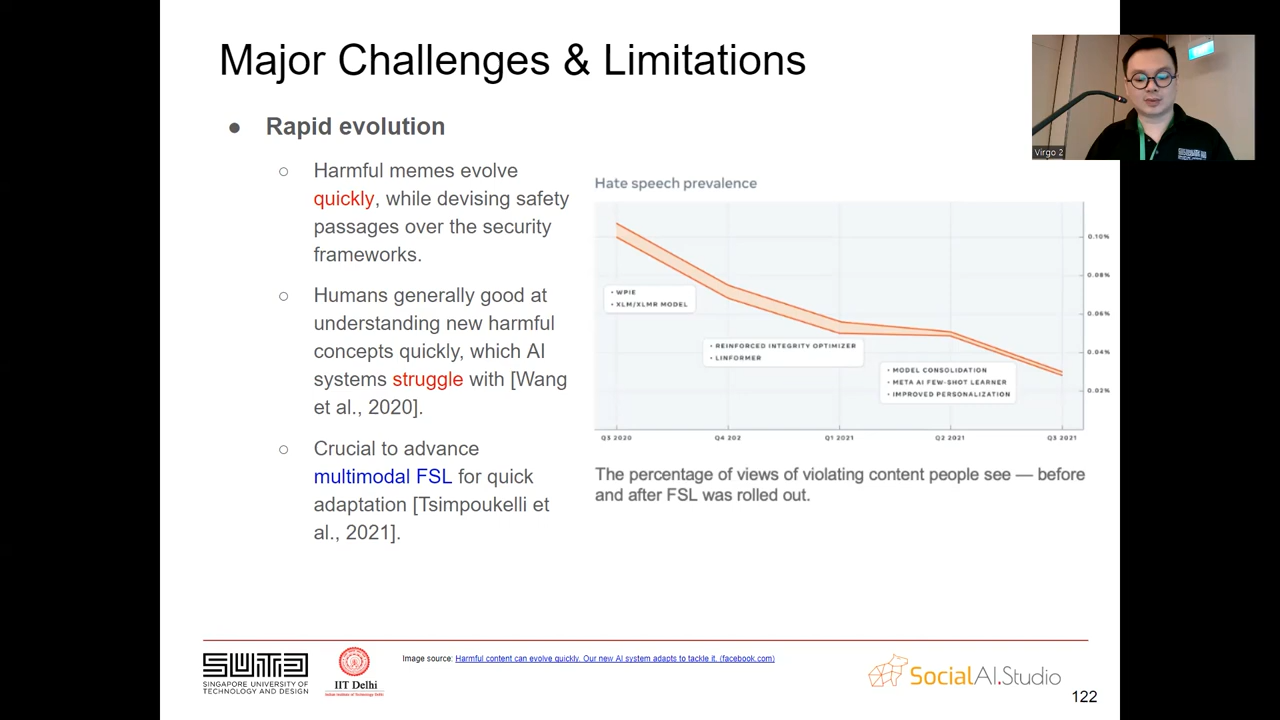 Major Challenges & Limitations
● Rapid evolution
○ Harmful memes evolve
quickly, while devising safety
passages over the security
frameworks.
○ Humans generally good at
understanding new harmful
concepts quickly, which AI
systems struggle with [Wang
et al., 2020].
○ Crucial to advance
multimodal FSL for quick
adaptation [Tsimpoukelli et
al., 2021].
Virgo 2
Hate speech prevalence
0.10%
0.08%
0.06%
0.04%
0.02%
• WPIE
• XLM/XLMR MODEL
• REINFORCED INTEGRITY OPTIMIZER
• LINFORMER
• MODEL CONSOLIDATION
• META AI FEW-SHOT LEARNER
• IMPROVED PERSONALIZATION
Q3 2020
Q4 202
Q1 2021
Q2 2021
Q3 2021
The percentage of views of violating content people see — before
and after FSL was rolled out.
SUTD
SINGAPORE UNIVERSITY OF
TECHNOLOGY AND DESIGN
IIT Delhi
Image source: Harmful content can evolve quickly. Our new AI system adapts to tackle it. (facebook.com)
SocialAI.Studio
122